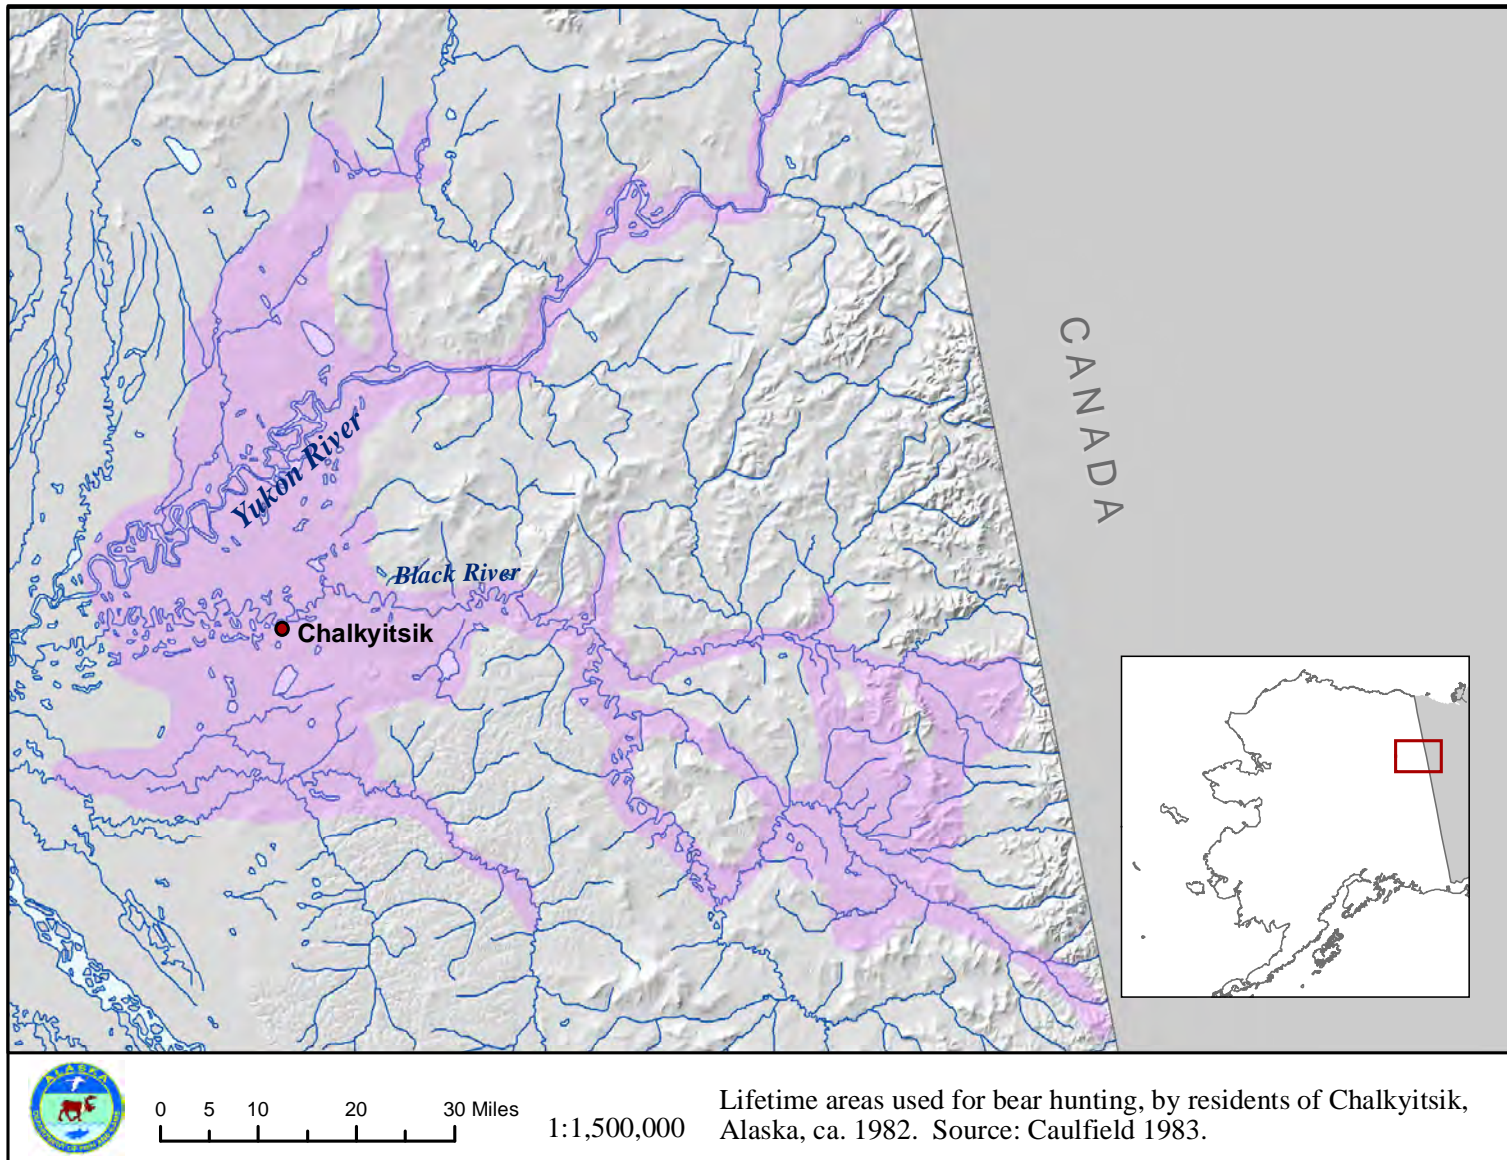 CANADA
Yukon River
Black River
Chalkyitsik
ALASKA
0 5 10 20 30 Miles
1:1,500,000
Lifetime areas used for bear hunting, by residents of Chalkyitsik,
Alaska, ca. 1982. Source: Caulfield 1983.